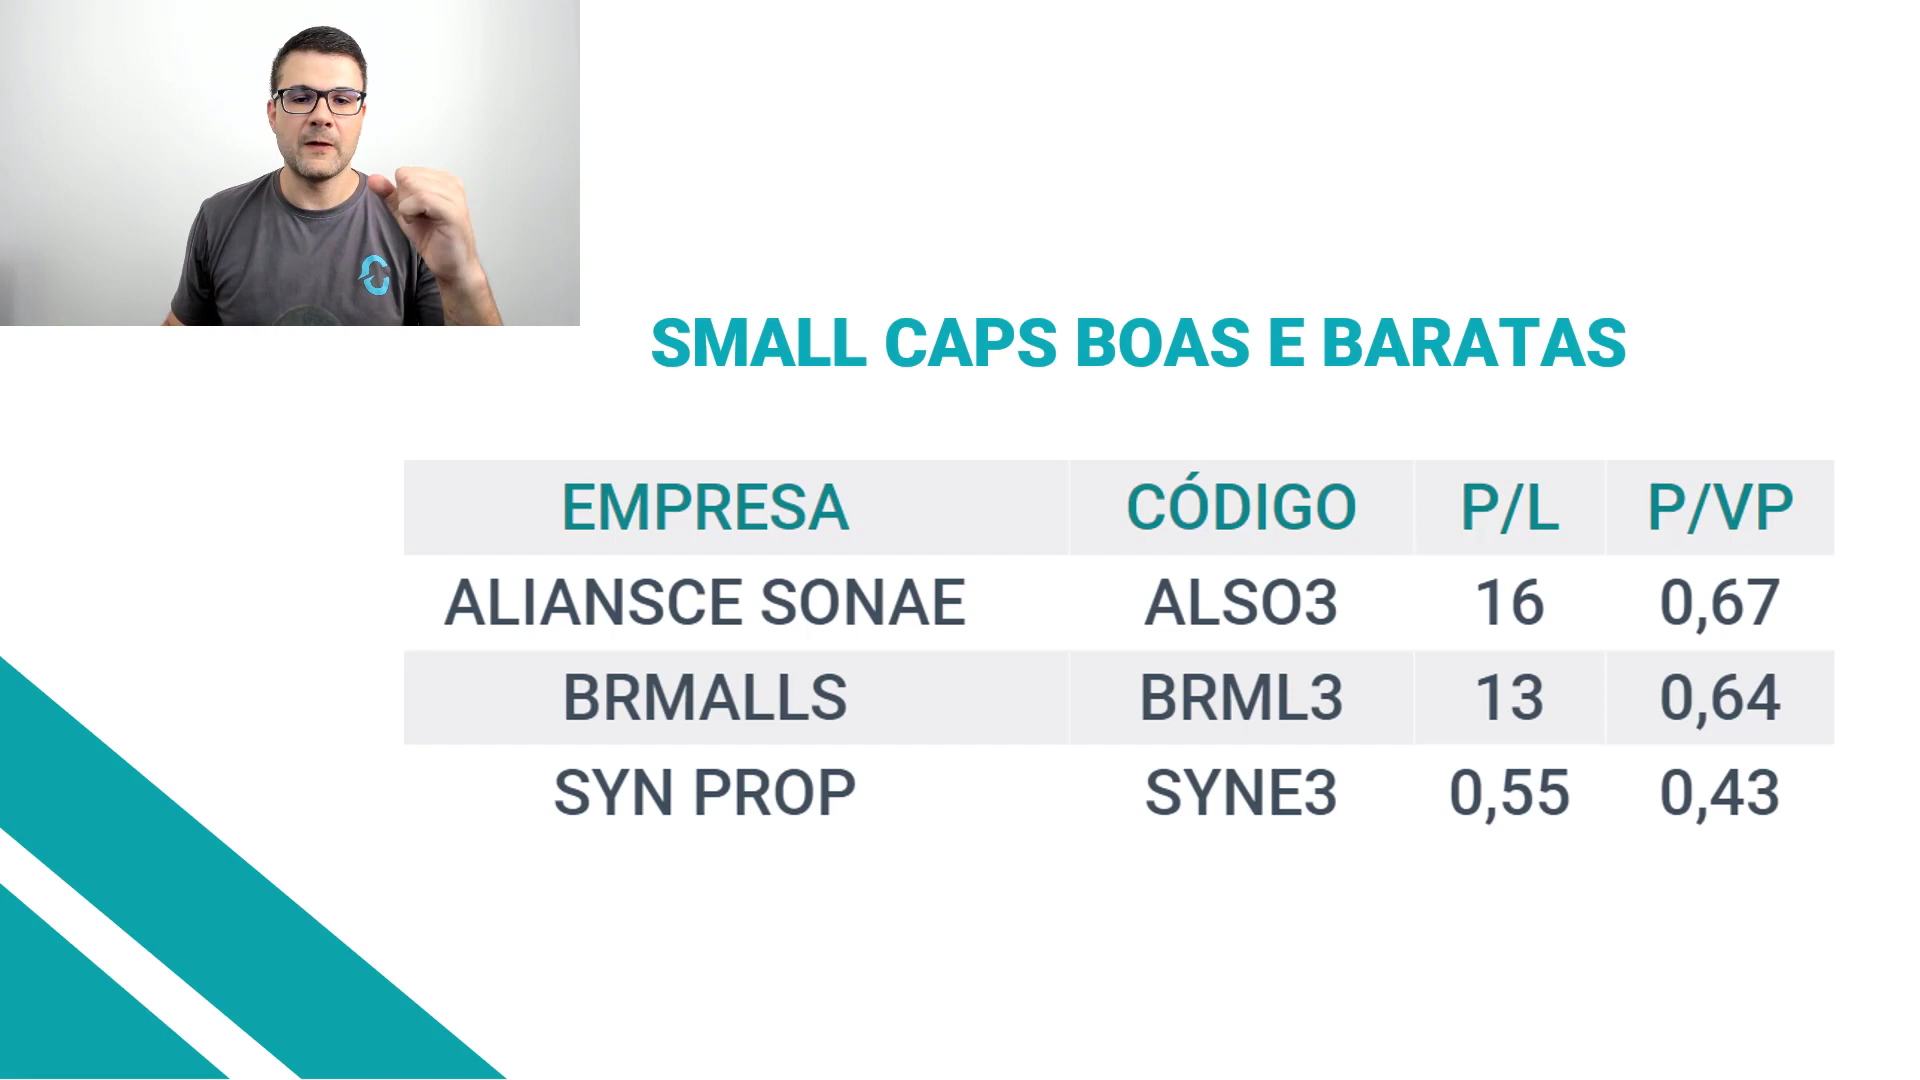 SMALL CAPS BOAS E BARATAS
EMPRESA CÓDIGO P/L P/VP
ALIANSCE SONAE ALSO3 16 0,67
BRMALLS BRML3 13 0,64
SYN PROP SYNE3 0,55 0,43